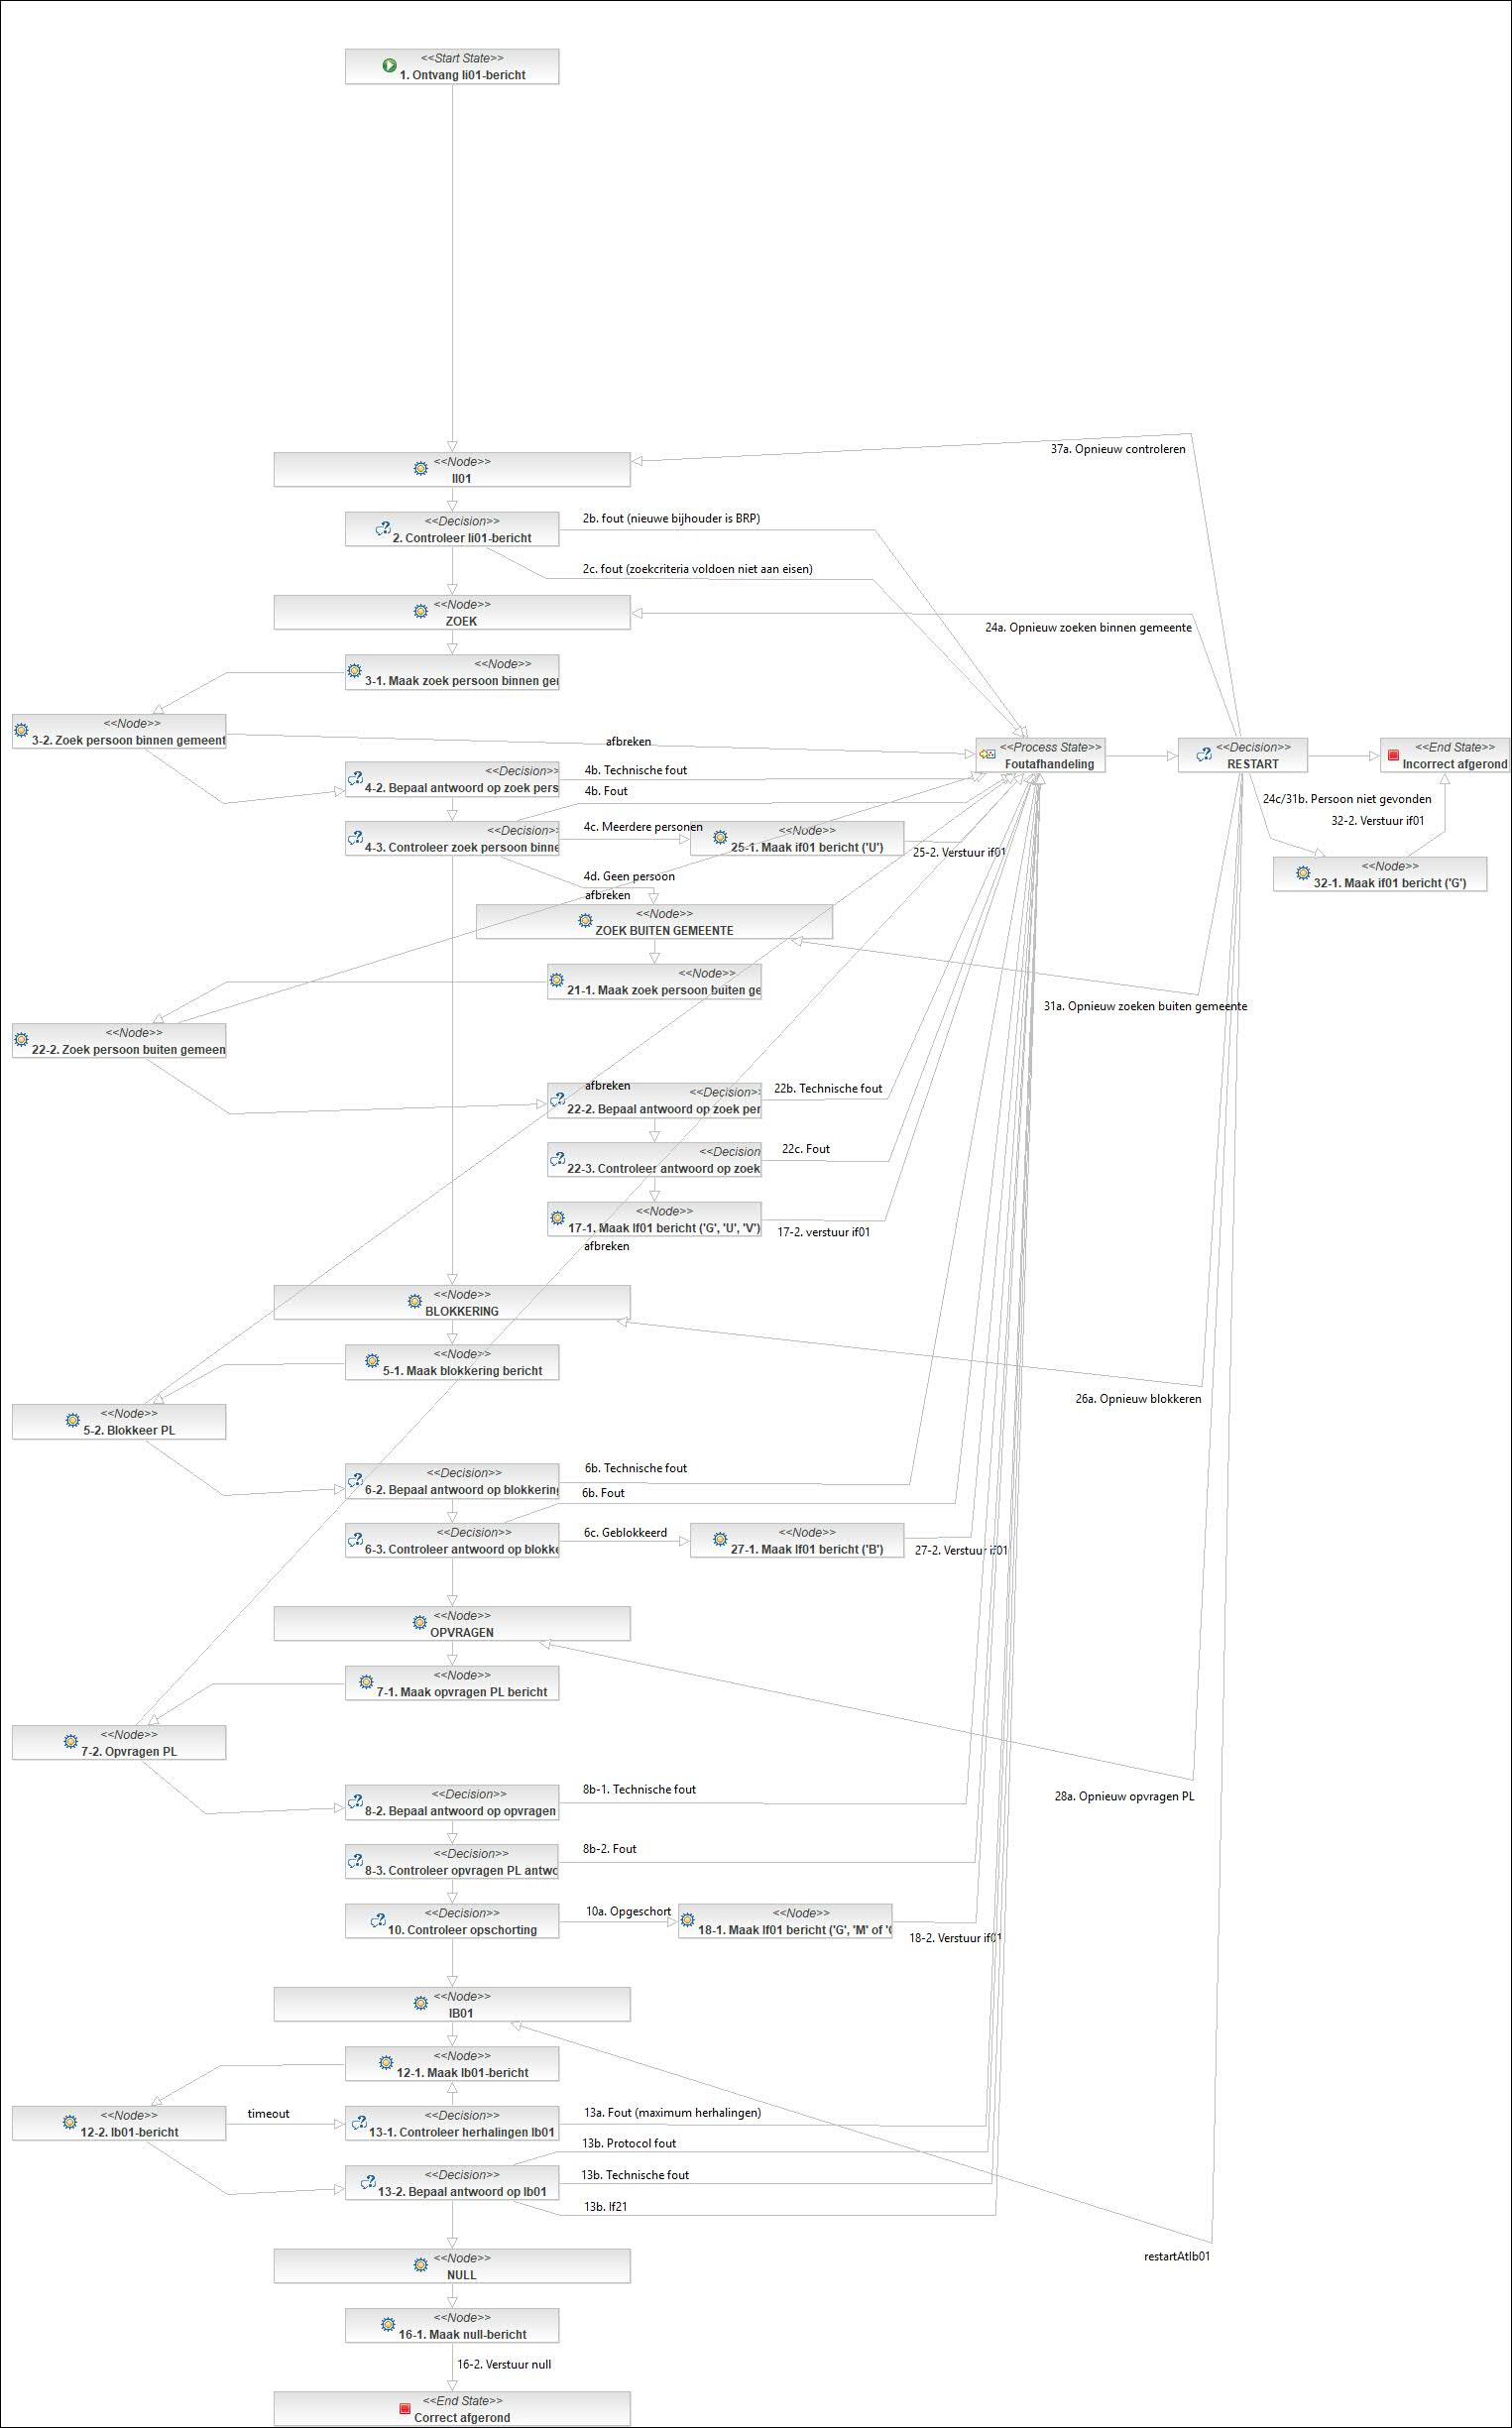 <<Start State>>
1. Ontvang Ii01-bericht
37a. Opnieuw controleren
<<Node>>
II01
<<Decision>>
2. Controleer Ii01-bericht
2b. fout (nieuwe bijhouder is BRP)
2c. fout (zoekcriteria voldoen niet aan eisen)
<<Node>>
ZOEK
24a. Opnieuw zoeken binnen gemeente
<<Node>>
3-1. Maak zoek persoon binnen ge
<<Node>>
3-2. Zoek persoon binnen gemeent
afbreken
<<Process State>>
Foutafhandeling
<<Decision>>
RESTART
<<End State>>
Incorrect afgerond
<<Decision>>
4-2. Bepaal antwoord op zoek pers
4b. Technische fout
4b. Fout
24c/31b. Persoon niet gevonden
32-2. Verstuur if01
<<Decision>>
4-3. Controleer zoek persoon binne
4c. Meerdere personen
<<Node>>
25-1. Maak if01 bericht ('U')
25-2. Verstuur if01
<<Node>>
32-1. Maak if01 bericht ('G')
4d. Geen persoon
afbreken
<<Node>>
ZOEK BUITEN GEMEENTE
<<Node>>
21-1. Maak zoek persoon buiten ge
31a. Opnieuw zoeken buiten gemeente
<<Node>>
22-2. Zoek persoon buiten gemeen
afbreken
<<Decision>>
22-2. Bepaal antwoord op zoek per
22b. Technische fout
<<Decision
22-3. Controleer antwoord op zoek
22c. Fout
<<Node>>
17-1. Maak If01 bericht ('G', 'U', 'V')
17-2. verstuur if01
afbreken
<<Node>>
BLOKKERING
<<Node>>
5-1. Maak blokkering bericht
26a. Opnieuw blokkeren
<<Node>>
5-2. Blokkeer PL
<<Decision>>
6-2. Bepaal antwoord op blokkering
6b. Technische fout
6b. Fout
<<Decision>>
6-3. Controleer antwoord op blokke
6c. Geblokkeerd
<<Node>>
27-1. Maak If01 bericht ('B')
27-2. Verstuur if01
<<Node>>
OPVRAGEN
<<Node>>
7-1. Maak opvragen PL bericht
<<Node>>
7-2. Opvragen PL
28a. Opnieuw opvragen PL
<<Decision>>
8-2. Bepaal antwoord op opvragen
8b-1. Technische fout
<<Decision>>
8-3. Controleer opvragen PL antwo
8b-2. Fout
<<Decision>>
10. Controleer opschorting
10a. Opgeschort
<<Node>>
18-1. Maak If01 bericht ('G', 'M' of '
18-2. Verstuur if01
<<Node>>
IB01
<<Node>>
12-1. Maak Ib01-bericht
<<Node>>
12-2. Ib01-bericht
timeout
<<Decision>>
13-1. Controleer herhalingen Ib01
13a. Fout (maximum herhalingen)
13b. Protocol fout
<<Decision>>
13-2. Bepaal antwoord op Ib01
13b. Technische fout
13b. If21
restartAtIb01
<<Node>>
NULL
<<Node>>
16-1. Maak null-bericht
16-2. Verstuur null
<<End State>>
Correct afgerond